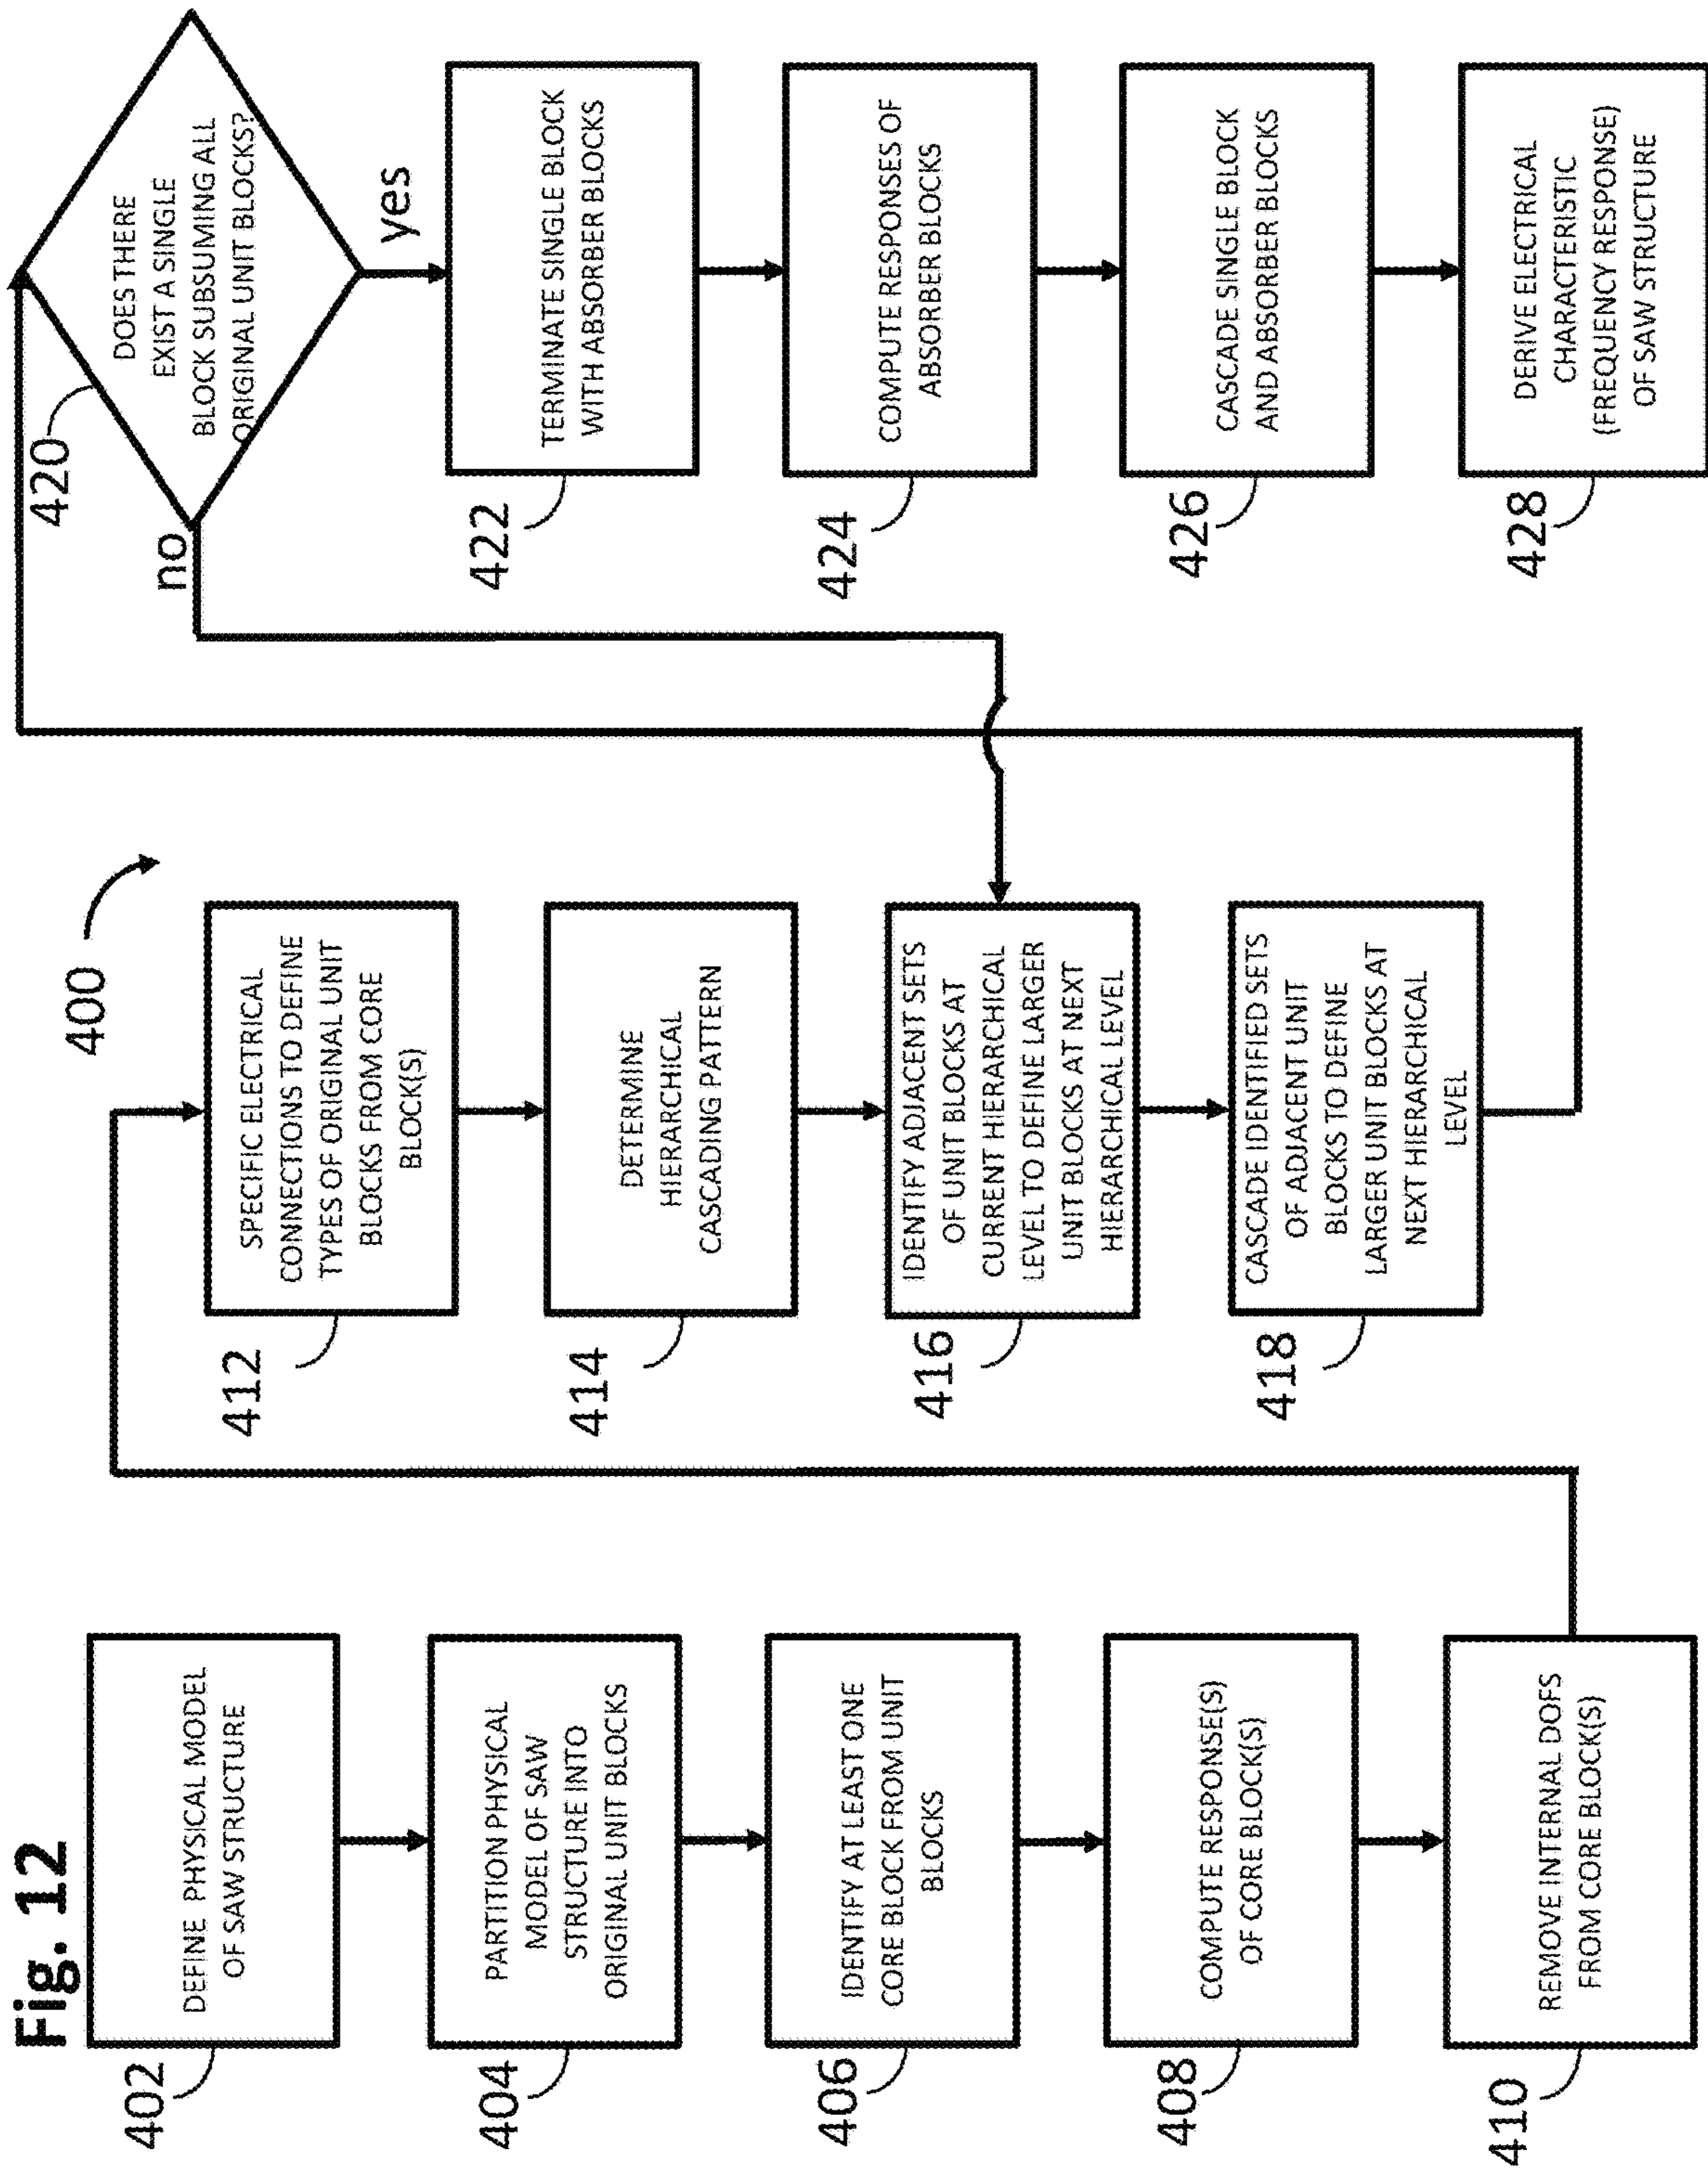 Fig. 12
400
402
DEFINE PHYSICAL MODEL
OF SAW STRUCTURE
404
PARTITION PHYSICAL
MODEL OF SAW
STRUCTURE INTO
ORIGINAL UNIT BLOCKS
406
IDENTIFY AT LEAST ONE
CORE BLOCK FROM UNIT
BLOCKS
408
COMPUTE RESPONSE(S)
OF CORE BLOCK(S)
410
REMOVE INTERNAL DOFS
FROM CORE BLOCK(S)
412
SPECIFIC ELECTRICAL
CONNECTIONS TO DEFINE
TYPES OF ORIGINAL UNIT
BLOCKS FROM CORE
BLOCK(S)
414
DETERMINE
HIERARCHICAL
CASCADING PATTERN
416
IDENTIFY ADJACENT SETS
OF UNIT BLOCKS AT
CURRENT HIERARCHICAL
LEVEL TO DEFINE LARGER
UNIT BLOCKS AT NEXT
HIERARCHICAL LEVEL
418
CASCADE IDENTIFIED SETS
OF ADJACENT UNIT
BLOCKS TO DEFINE
LARGER UNIT BLOCKS AT
NEXT HIERARCHICAL
LEVEL
420
DOES THERE
EXIST A SINGLE
BLOCK SUBSUMING ALL
ORIGINAL UNIT BLOCKS?
no
yes
422
TERMINATE SINGLE BLOCK
WITH ABSORBER BLOCKS
424
COMPUTE RESPONSES OF
ABSORBER BLOCKS
426
CASCADE SINGLE BLOCK
AND ABSORBER BLOCKS
428
DERIVE ELECTRICAL
CHARACTERISTIC
(FREQUENCY RESPONSE)
OF SAW STRUCTURE